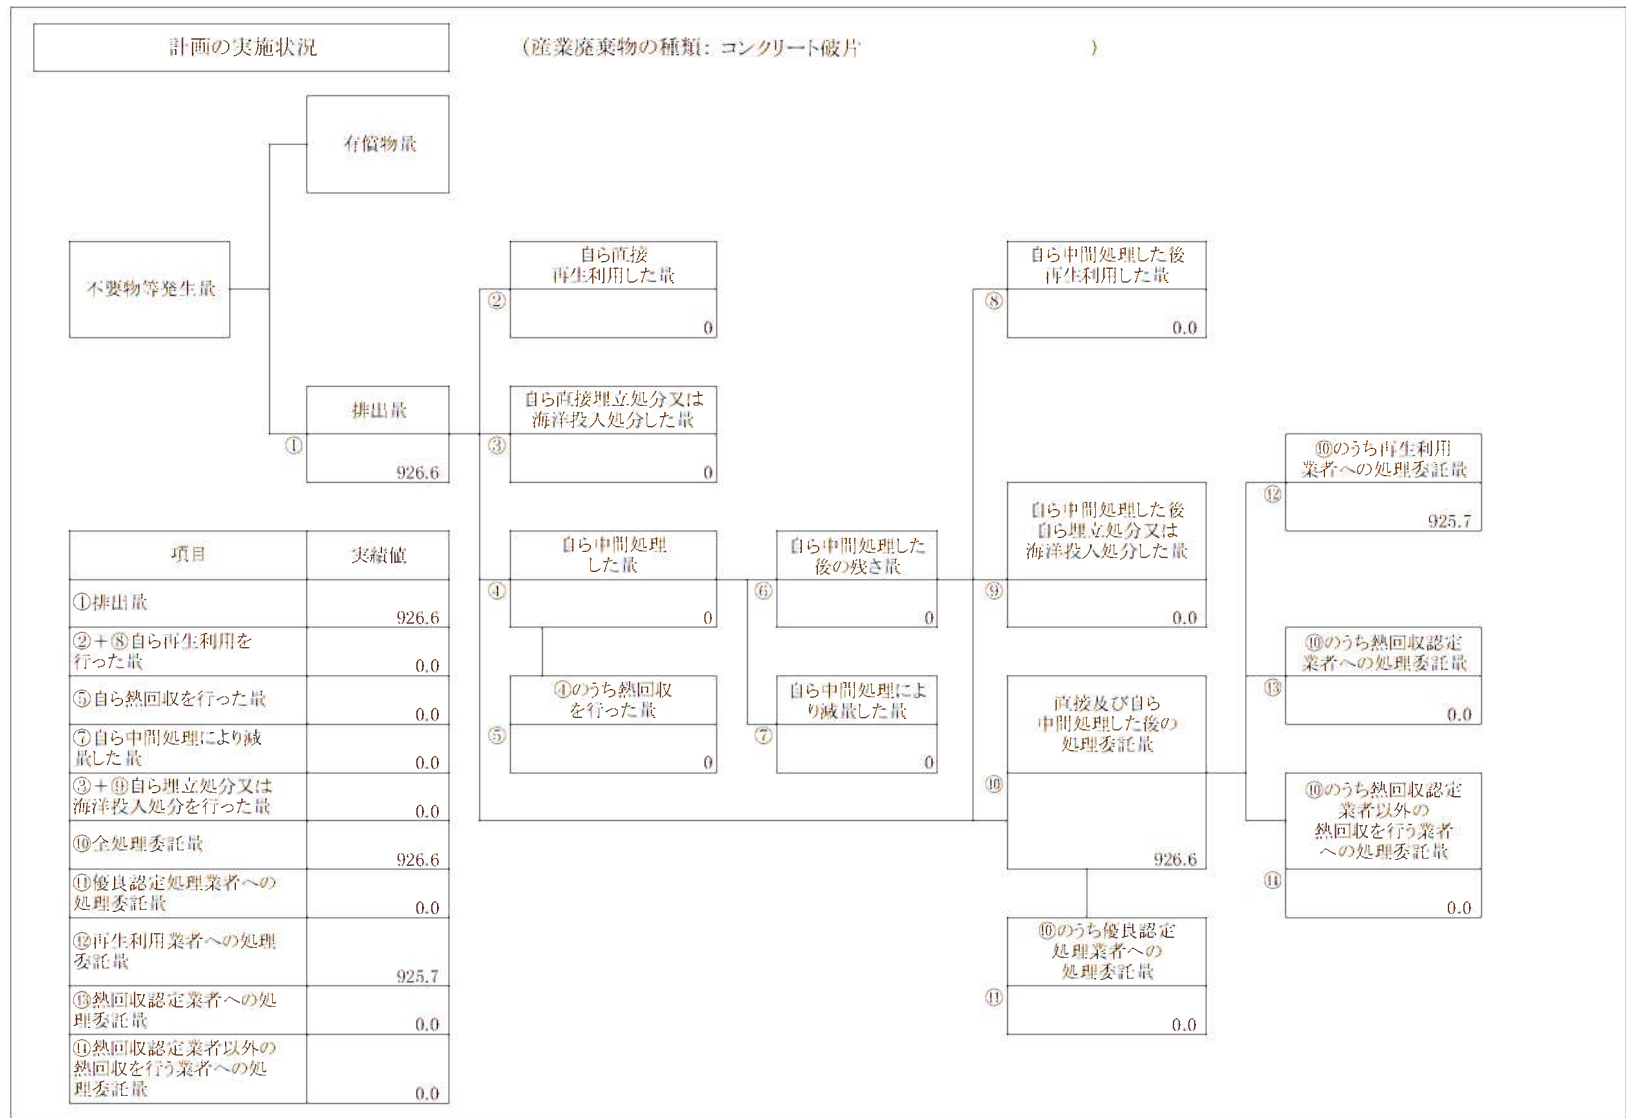 計画の実施状況
（産業廃棄物の種類： コンクリート破片 ）
有償物量
不要物等発生量
自ら直接
再生利用した量
②
0
自ら中間処理した後
再生利用した量
⑧
0.0
排出量
①
926.6
自ら直接埋立処分又は
海洋投入処分した量
③
0
⑩のうち再生利用
業者への処理委託量
⑫
925.7
自ら中間処理
した量
④
0
自ら中間処理した
後の残さ量
⑥
0
自ら中間処理した後
自ら埋立処分又は
海洋投入処分した量
⑨
0.0
⑩のうち熱回収認定
業者への処理委託量
⑬
0.0
④のうち熱回収
を行った量
⑤
0
自ら中間処理によ
り減量した量
⑦
0
直接及び自ら
中間処理した後の
処理委託量
⑩
926.6
⑩のうち熱回収認定
業者以外の
熱回収を行う業者
への処理委託量
⑭
0.0
⑩のうち優良認定
処理業者への
処理委託量
⑪
0.0
項目 実績値
①排出量
926.6
②＋⑧自ら再生利用を
行った量
0.0
⑤自ら熱回収を行った量
0.0
⑦自ら中間処理により減
量した量
0.0
③＋⑨自ら埋立処分又は
海洋投入処分を行った量
0.0
⑩全処理委託量
926.6
⑪優良認定処理業者への
処理委託量
0.0
⑫再生利用業者への処理
委託量
925.7
⑬熱回収認定業者への処
理委託量
0.0
⑭熱回収認定業者以外の
熱回収を行う業者への処
理委託量
0.0